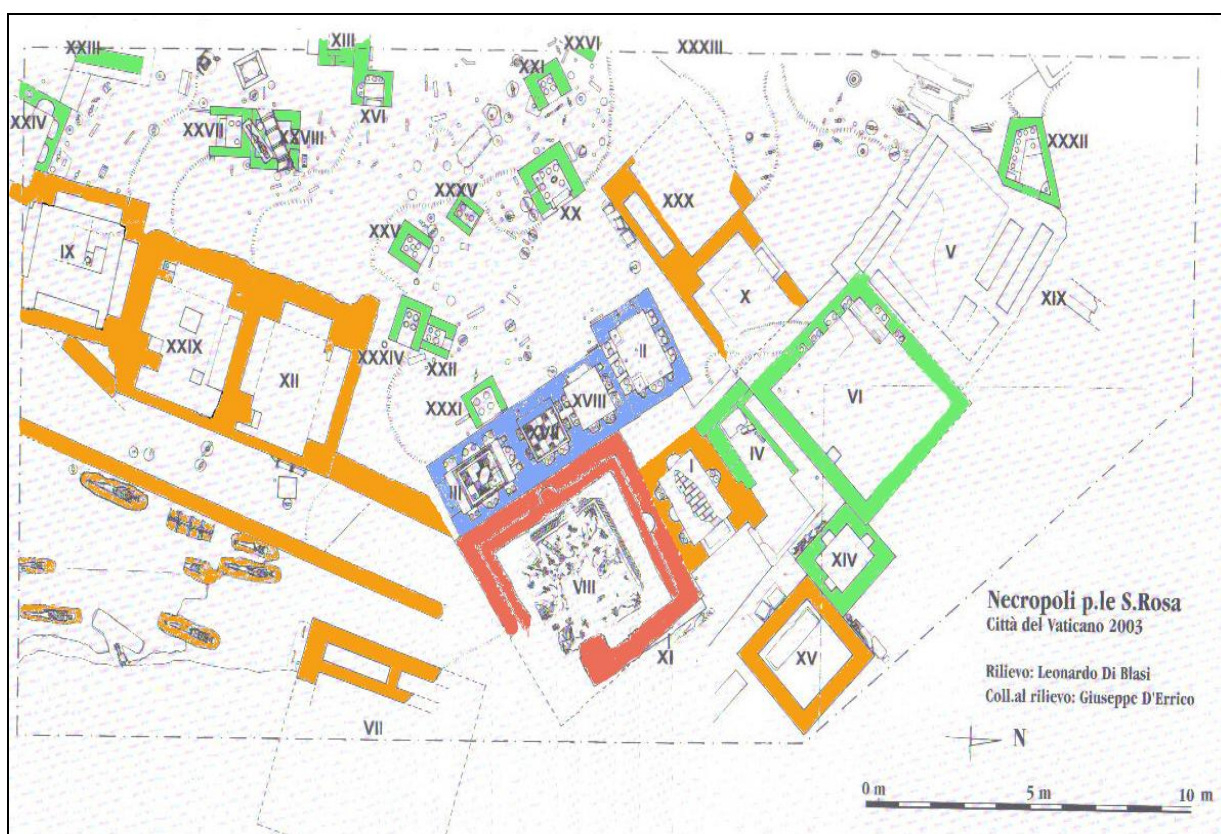 XXIII
XIII
XXVI
XXXIII
XXI
XVI
XXIV
XXVII
XXVIII
XXXII
XXXV
XX
XXX
XXV
V
IX
X
XIX
XXIX
XXXIV
XXII
II
XII
XXXI
XVIII
VI
XVII
III
I
IV
VIII
XIV
XI
XV
VII
Necropoli p.le S.Rosa
Città del Vaticano 2003
Rilievo: Leonardo Di Blasi
Coll.al rilievo: Giuseppe D'Errico
N
0 m 5 m 10 m